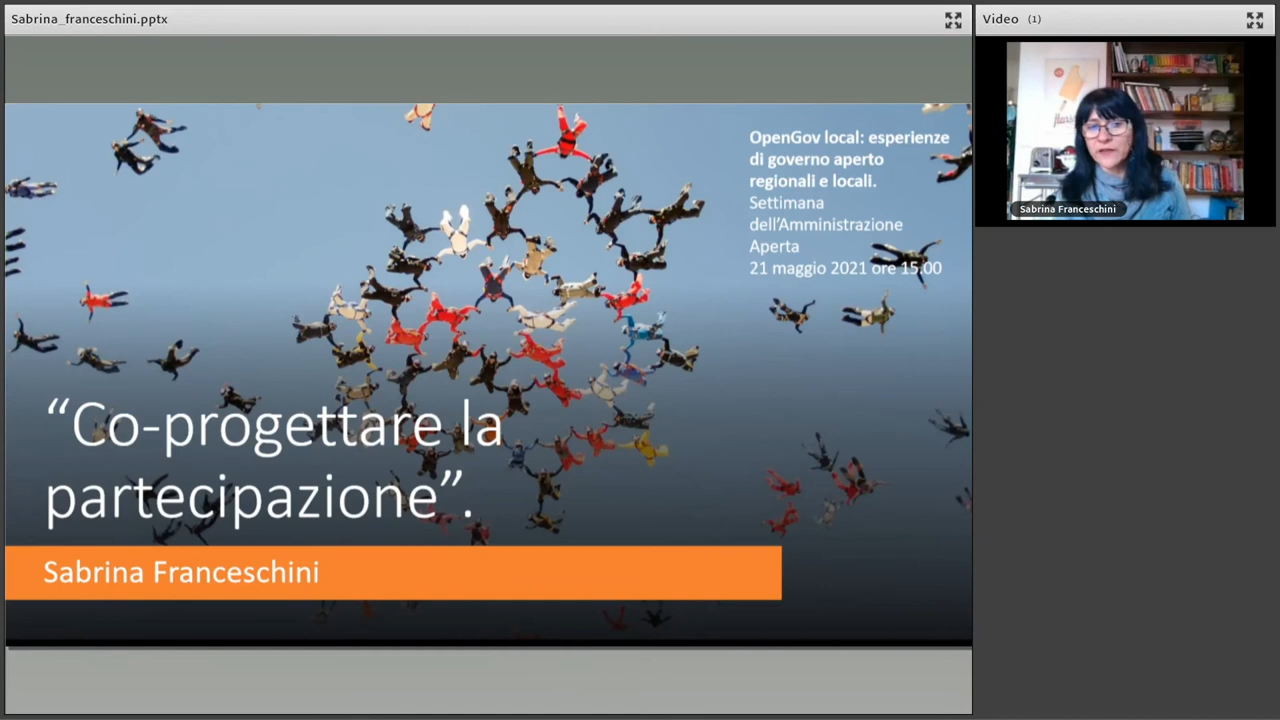 Sabrina_franceschini.pptx
Video (1)
OpenGov local: esperienze
di governo aperto
regionali e locali.
Settimana
dell’Amministrazione
Aperta
21 maggio 2021 ore 15.00
“Co-progettare la
partecipazione”.
Sabrina Franceschini
Sabrina Franceschini